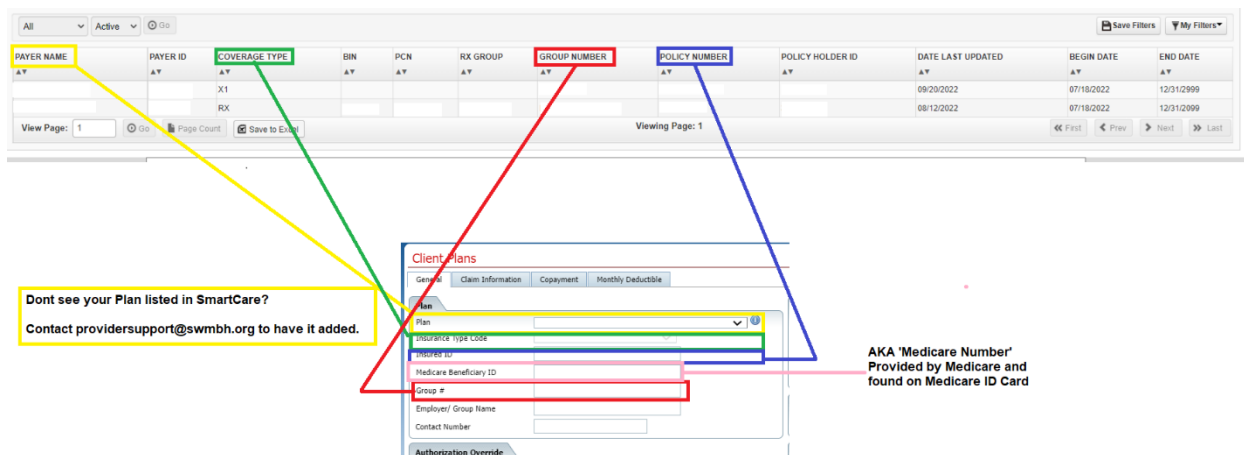 All Active Go Save Filters My Filters
PAYER NAME PAYER ID COVERAGE TYPE BIN PCN RX GROUP GROUP NUMBER POLICY NUMBER POLICY HOLDER ID DATE LAST UPDATED BEGIN DATE END DATE
X1 09/20/2022 07/18/2022 12/31/2999
RX 08/12/2022 07/18/2022 12/31/2099
View Page: 1 Go Page Count Save to Excel Viewing Page: 1 First Prev Next Last
Client Plans
General Claim Information Copayment Monthly Deductible
Plan
Plan
Insurance Type Code
Insured ID
Medicare Beneficiary ID
Group #
Employer/ Group Name
Contact Number
Authorization Override
Dont see your Plan listed in SmartCare?
Contact providersupport@swmbh.org to have it added.
AKA 'Medicare Number'
Provided by Medicare and
found on Medicare ID Card